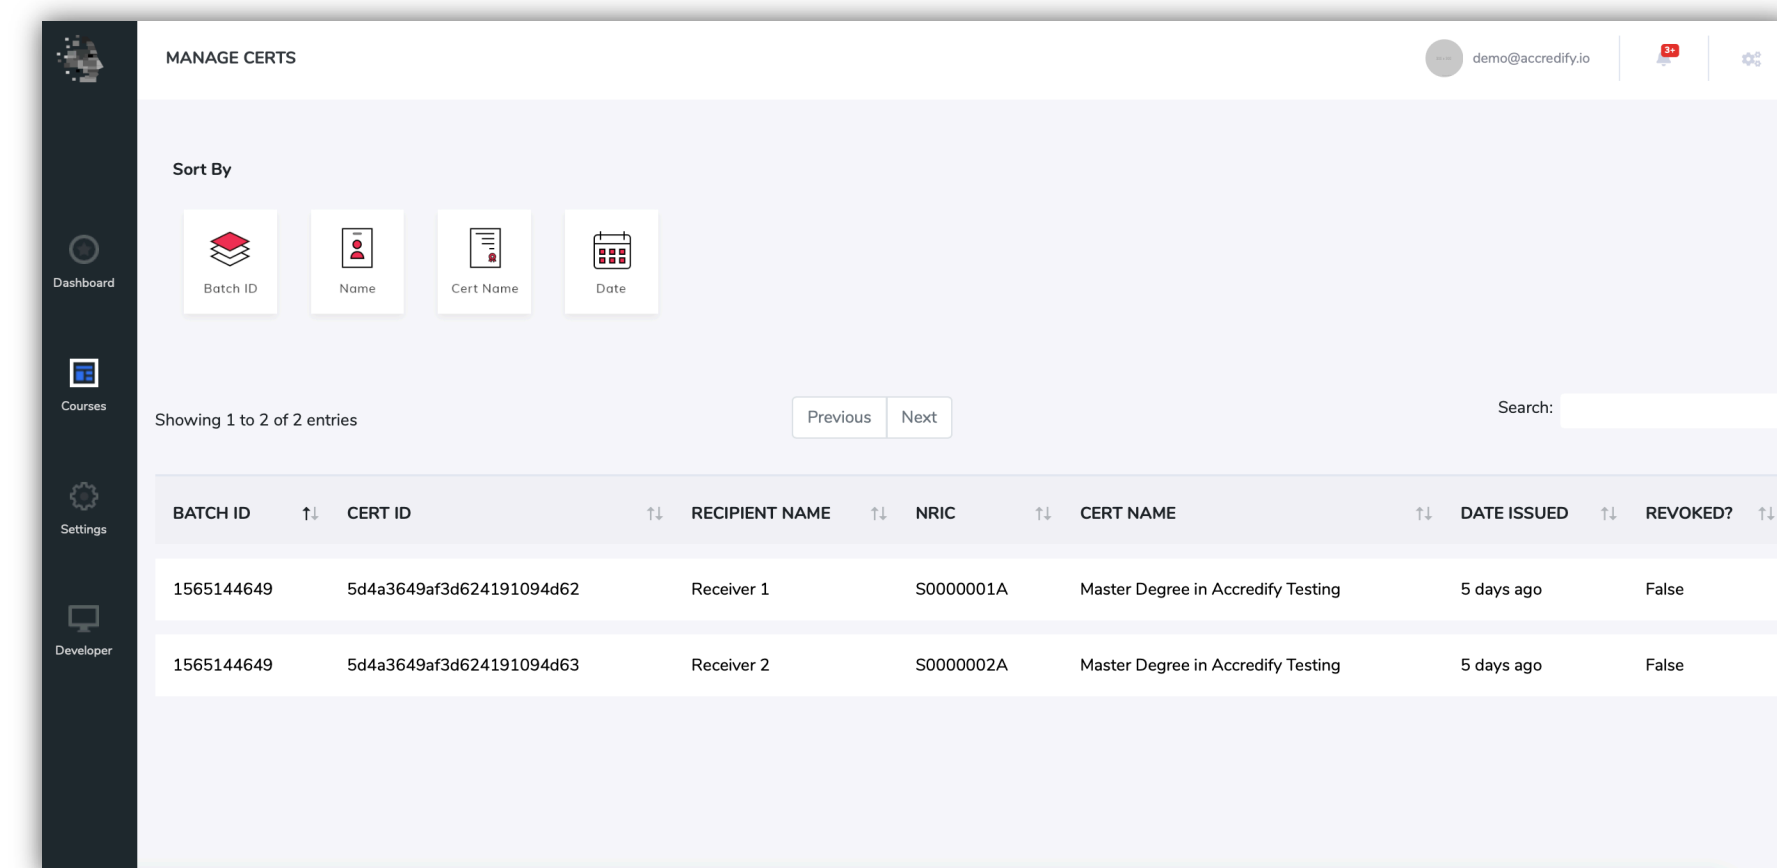 MANAGE CERTS
demo@accredify.io
3+
Sort By
Batch ID
Name
Cert Name
Date
Dashboard
Courses
Settings
Developer
Showing 1 to 2 of 2 entries
Previous Next
Search:
BATCH ID CERT ID RECIPIENT NAME NRIC CERT NAME DATE ISSUED REVOKED?
1565144649 5d4a3649af3d624191094d62 Receiver 1 S0000001A Master Degree in Accredify Testing 5 days ago False
1565144649 5d4a3649af3d624191094d63 Receiver 2 S0000002A Master Degree in Accredify Testing 5 days ago False